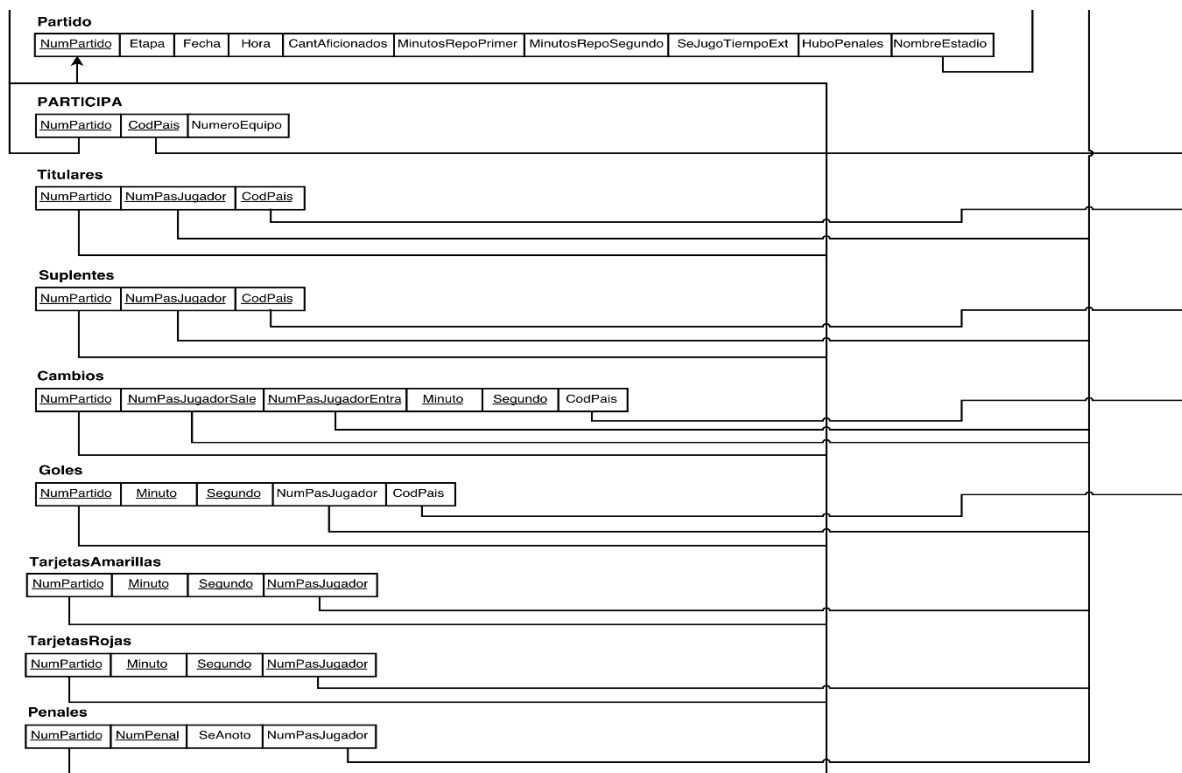 Partido
NumPartido Etapa Fecha Hora CantAficionados MinutosRepoPrimer MinutosRepoSegundo SeJugoTiempoExt HuboPenales NombreEstadio
PARTICIPA
NumPartido CodPais NumeroEquipo
Titulares
NumPartido NumPasJugador CodPais
Suplentes
NumPartido NumPasJugador CodPais
Cambios
NumPartido NumPasJugadorSale NumPasJugadorEntra Minuto Segundo CodPais
Goles
NumPartido Minuto Segundo NumPasJugador CodPais
TarjetasAmarillas
NumPartido Minuto Segundo NumPasJugador
TarjetasRojas
NumPartido Minuto Segundo NumPasJugador
Penales
NumPartido NumPenal SeAnoto NumPasJugador